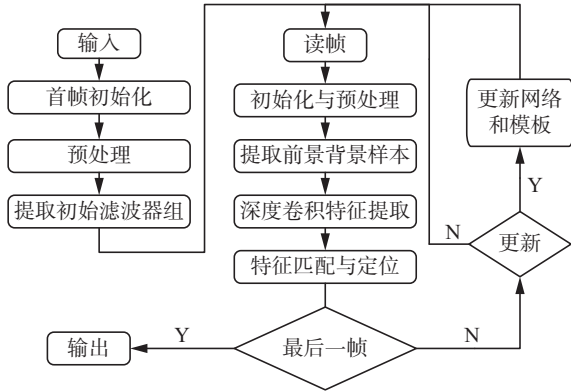 输入
首帧初始化
预处理
提取初始滤波器组
读帧
初始化与预处理
提取前景背景样本
深度卷积特征提取
特征匹配与定位
最后一帧
Y
输出
N
更新
N
Y
更新网络
和模板